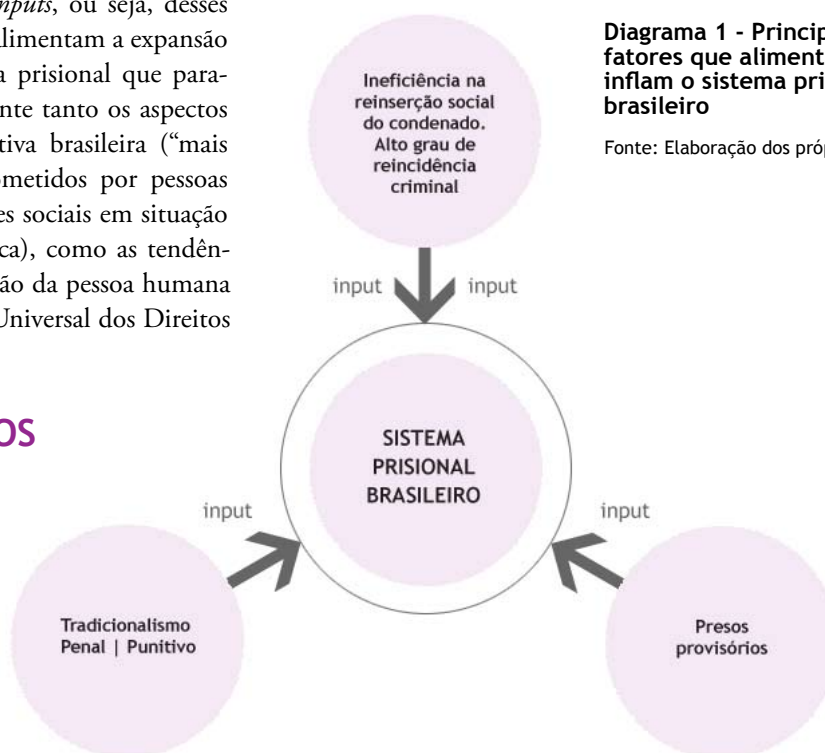 nputs, ou seja, desses
alimentam a expansão
a prisional que para-
nte tanto os aspectos
tiva brasileira (“mais
ometidos por pessoas
es sociais em situação
ca), como as tendên-
ão da pessoa humana
Universal dos Direitos
OS
Diagrama 1 - Princip
fatores que aliment
inflam o sistema pri
brasileiro
Fonte: Elaboração dos próp
Ineficiência na
reinserção social
do condenado.
Alto grau de
reincidência
criminal
input input
SISTEMA
PRISIONAL
BRASILEIRO
input input
Tradicionalismo
Penal | Punitivo
Presos
provisórios